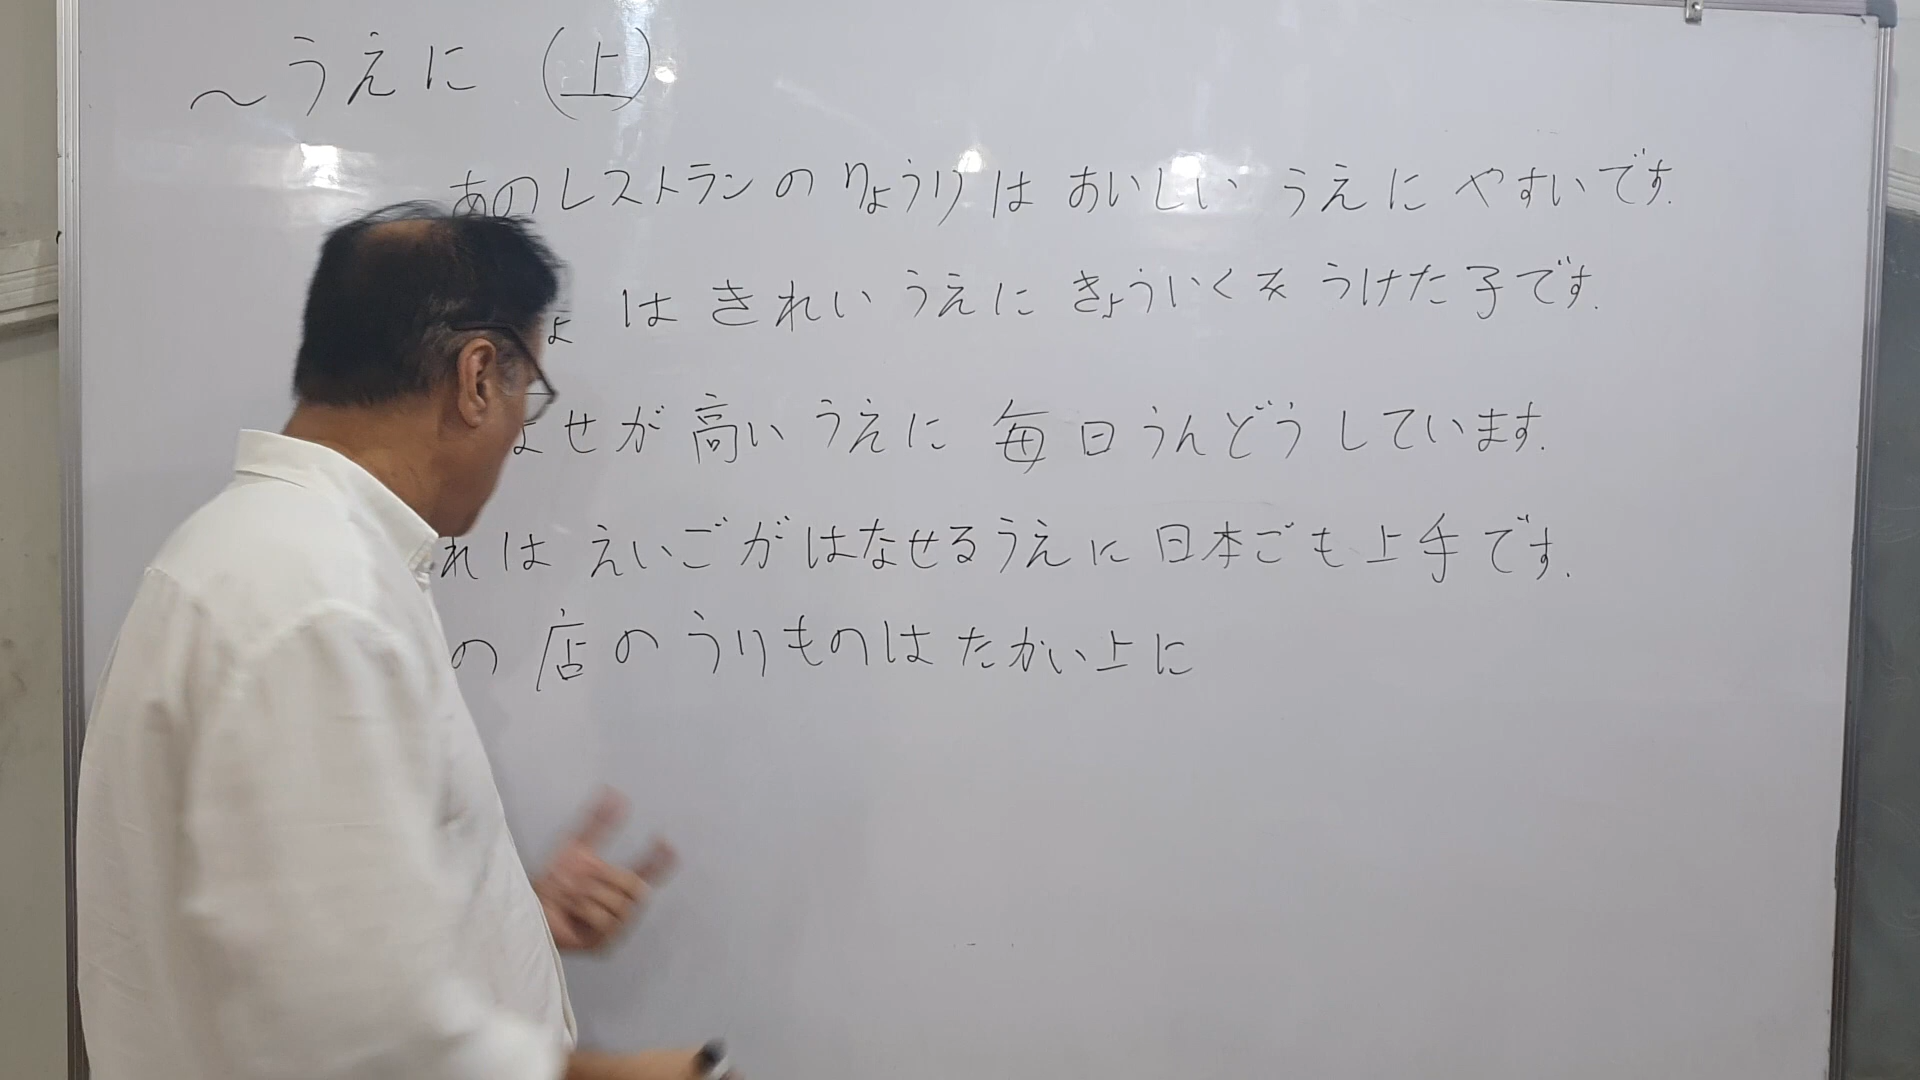 ～うえに (上)
あのレストランのりょうりは おいしい うえに やすいです.
ょ は きれい うえに きょういくを うけた 子です.
せが 高い うえに 毎日うんどうしています.
れは えいごがはなせるうえに 日本ごも上手です.
の 店のうりものは たかい上に